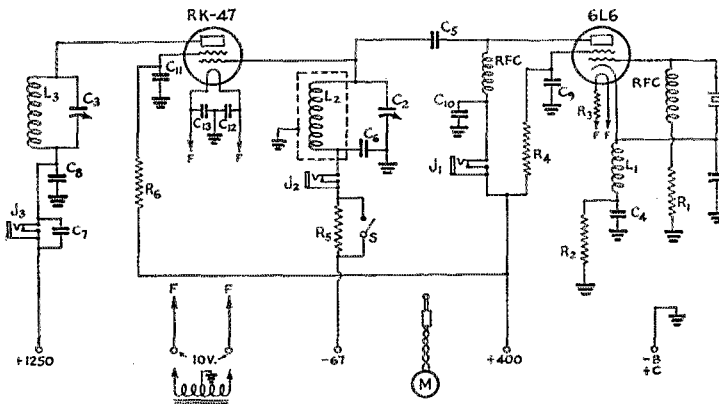 RK-47
6L6
C5
C11
RFC
RFC
L3
C3
L2
C2
C10
C9
R3
F
F
C13
C12
F
F
C6
C8
R6
J2
J1
R4
L1
R1
J3
C7
R5
S
R2
C4
F
F
+1250
10V.
-67
M
+400
-B
+C